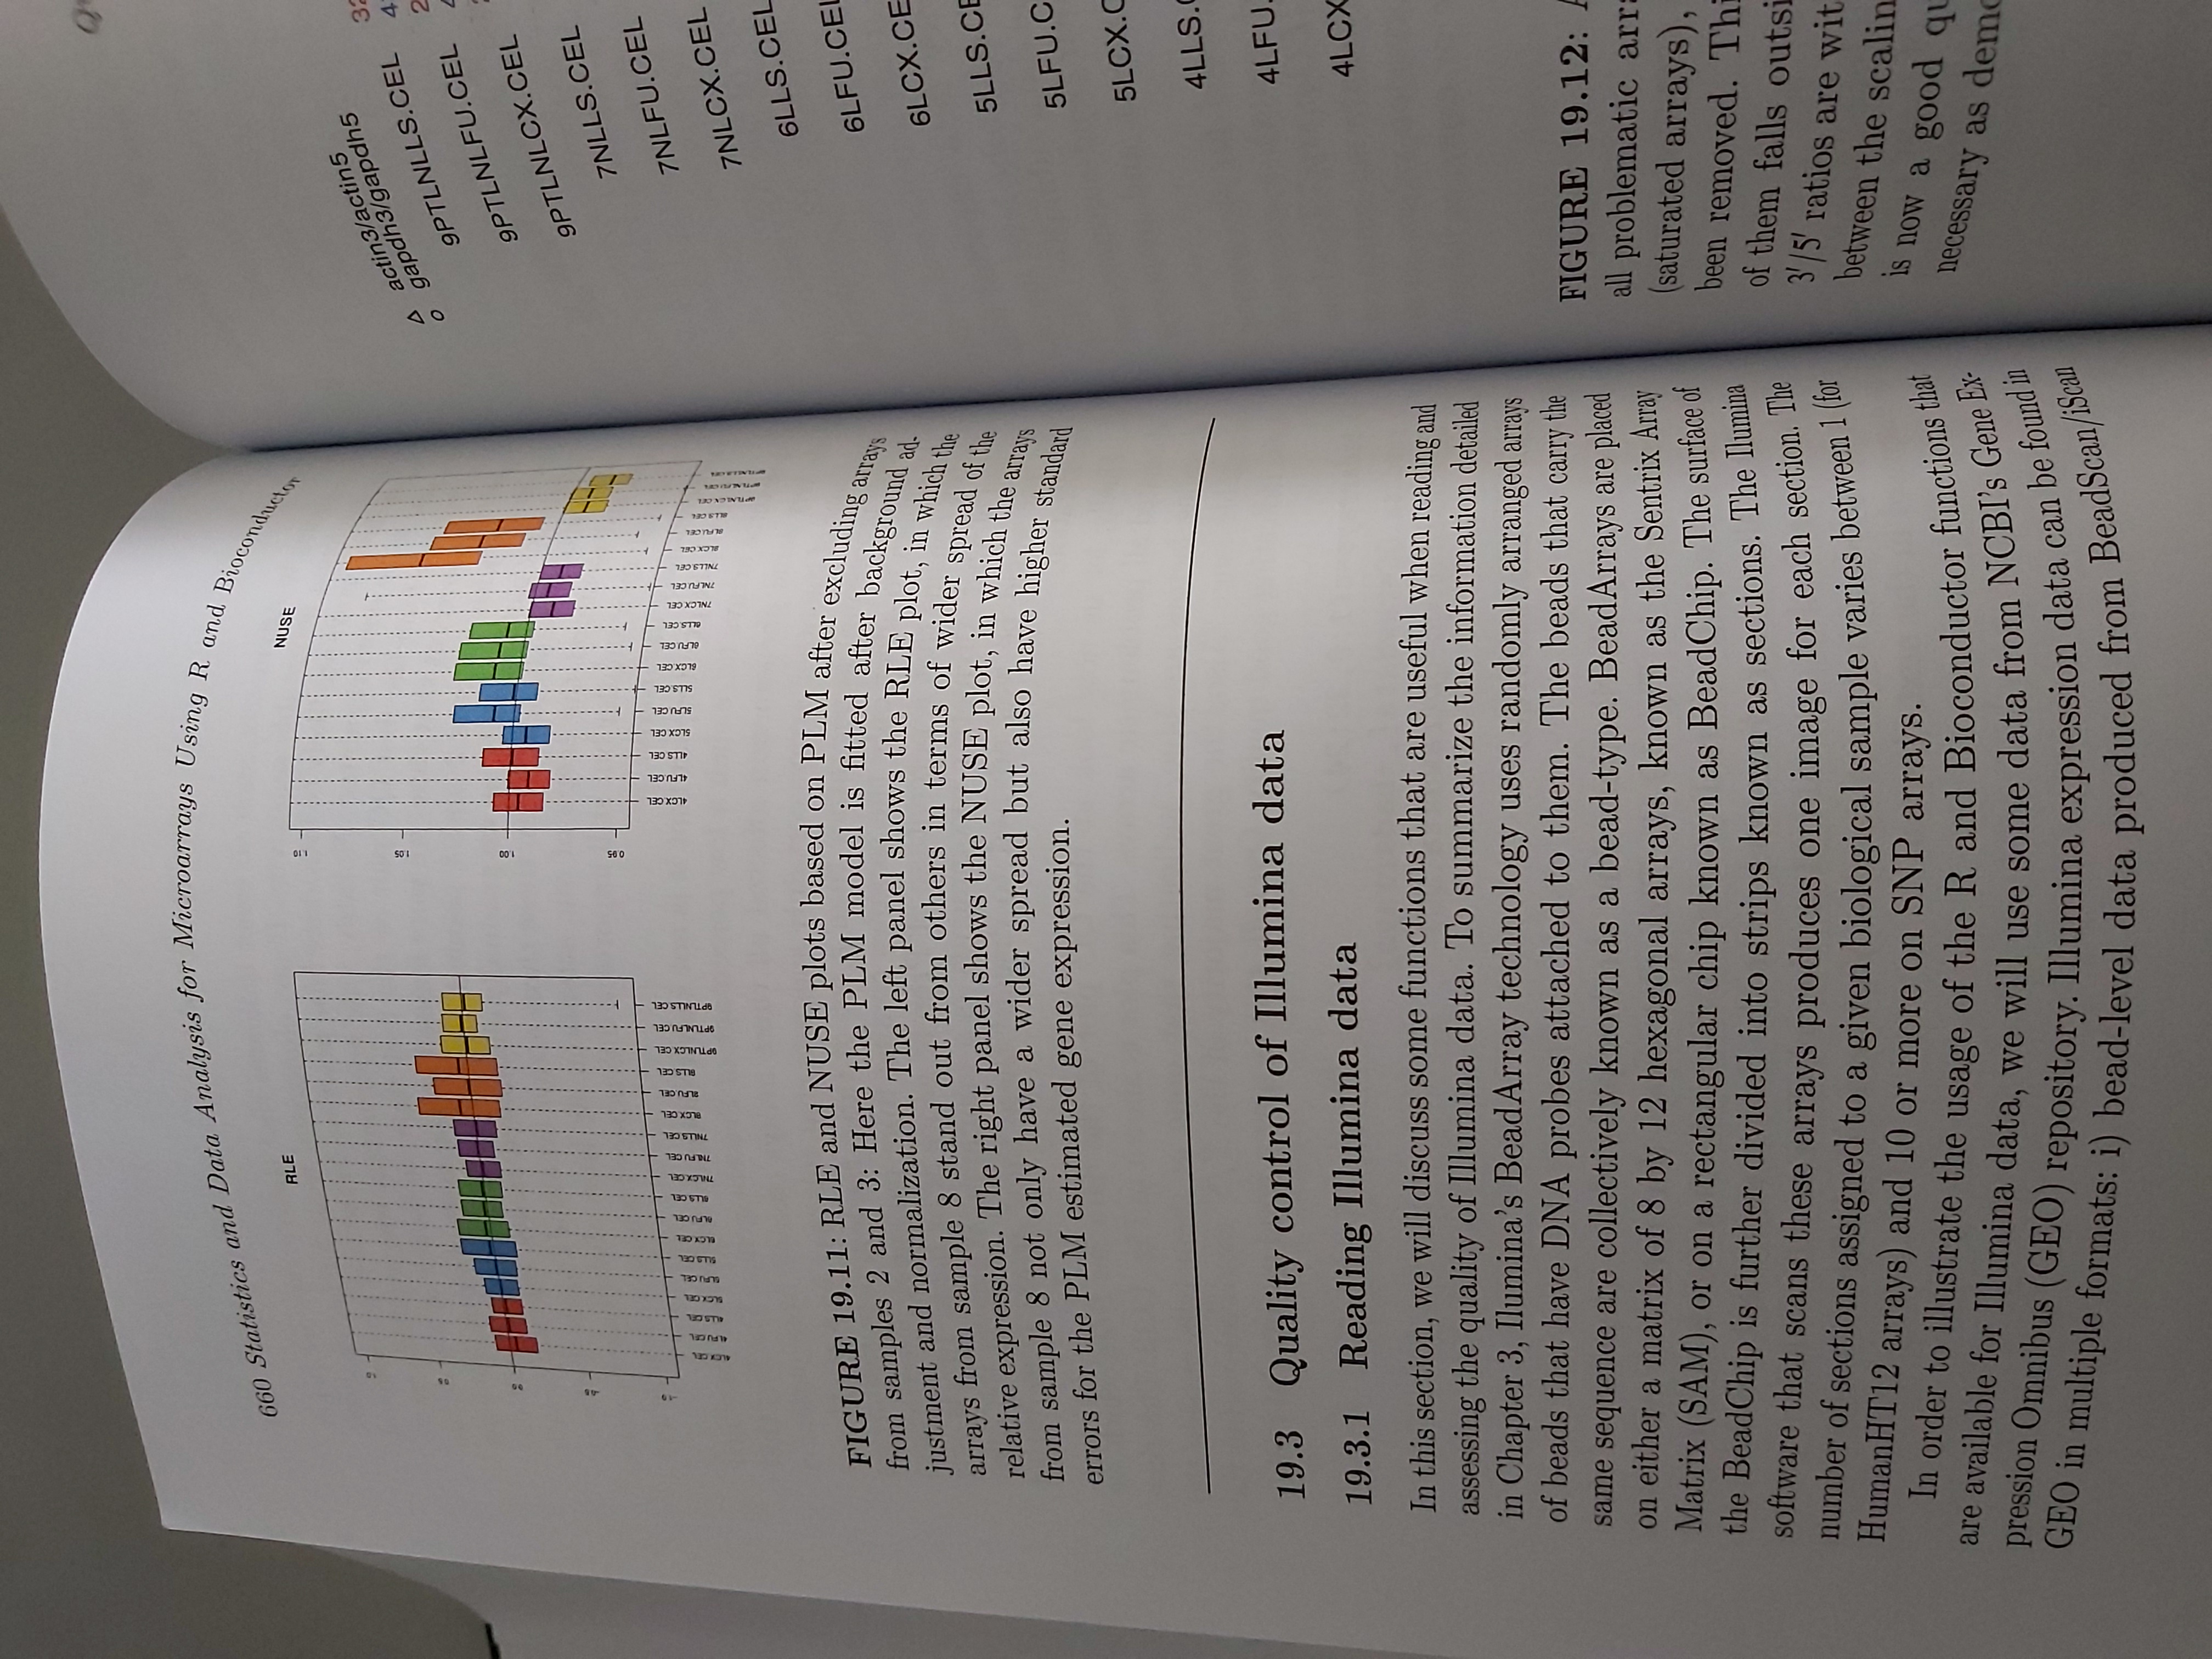 660 Statistics and Data Analysis for Microarrays Using R and Bioconductor
RLE
1.0
0.5
0.0
-0.5
-1.0
4LCX.CEL
4LFU.CEL
4LLS.CEL
5LCX.CEL
5LFU.CEL
5LLS.CEL
6LCX.CEL
6LFU.CEL
6LLS.CEL
7NLCX.CEL
7NLFU.CEL
7NLLS.CEL
8LCX.CEL
8LFU.CEL
8LLS.CEL
9PTLNLCX.CEL
9PTLNLFU.CEL
9PTLNLLS.CEL
NUSE
1.10
1.05
1.00
0.95
4LCX.CEL
4LFU.CEL
4LLS.CEL
5LCX.CEL
5LFU.CEL
5LLS.CEL
6LCX.CEL
6LFU.CEL
6LLS.CEL
7NLCX.CEL
7NLFU.CEL
7NLLS.CEL
8LCX.CEL
8LFU.CEL
8LLS.CEL
9PTLNLCX.CEL
9PTLNLFU.CEL
9PTLNLLS.CEL
FIGURE 19.11: RLE and NUSE plots based on PLM after excluding arrays
from samples 2 and 3: Here the PLM model is fitted after background ad-
justment and normalization. The left panel shows the RLE plot, in which the
arrays from sample 8 stand out from others in terms of wider spread of the
relative expression. The right panel shows the NUSE plot, in which the arrays
from sample 8 not only have a wider spread but also have higher standard
errors for the PLM estimated gene expression.
19.3 Quality control of Illumina data
19.3.1 Reading Illumina data
In this section, we will discuss some functions that are useful when reading and
assessing the quality of Illumina data. To summarize the information detailed
in Chapter 3, Ilumina's BeadArray technology uses randomly arranged arrays
of beads that have DNA probes attached to them. The beads that carry the
same sequence are collectively known as a bead-type. BeadArrays are placed
on either a matrix of 8 by 12 hexagonal arrays, known as the Sentrix Array
Matrix (SAM), or on a rectangular chip known as BeadChip. The surface of
the BeadChip is further divided into strips known as sections. The Ilumina
software that scans these arrays produces one image for each section. The
number of sections assigned to a given biological sample varies between 1 (for
HumanHT12 arrays) and 10 or more on SNP arrays.
In order to illustrate the usage of the R and Bioconductor functions that
are available for Illumina data, we will use some data from NCBI's Gene Ex-
pression Omnibus (GEO) repository. Illumina expression data can be found in
GEO in multiple formats: i) bead-level data produced from BeadScan/iScan
actin3/actin5
gapdh3/gapdh5
9PTLNLLS.CEL
9PTLNLFU.CEL
9PTLNLCX.CEL
7NLLS.CEL
7NLFU.CEL
7NLCX.CEL
6LLS.CEL
6LFU.CEL
6LCX.CE
5LLS.CE
5LFU.C
5LCX.C
4LLS.
4LFU.
4LCX
FIGURE 19.12:
all problematic arr
(saturated arrays),
been removed. Thi
of them falls outsi
3′/5′ ratios are wit
between the scalin
is now a good qu
necessary as demo